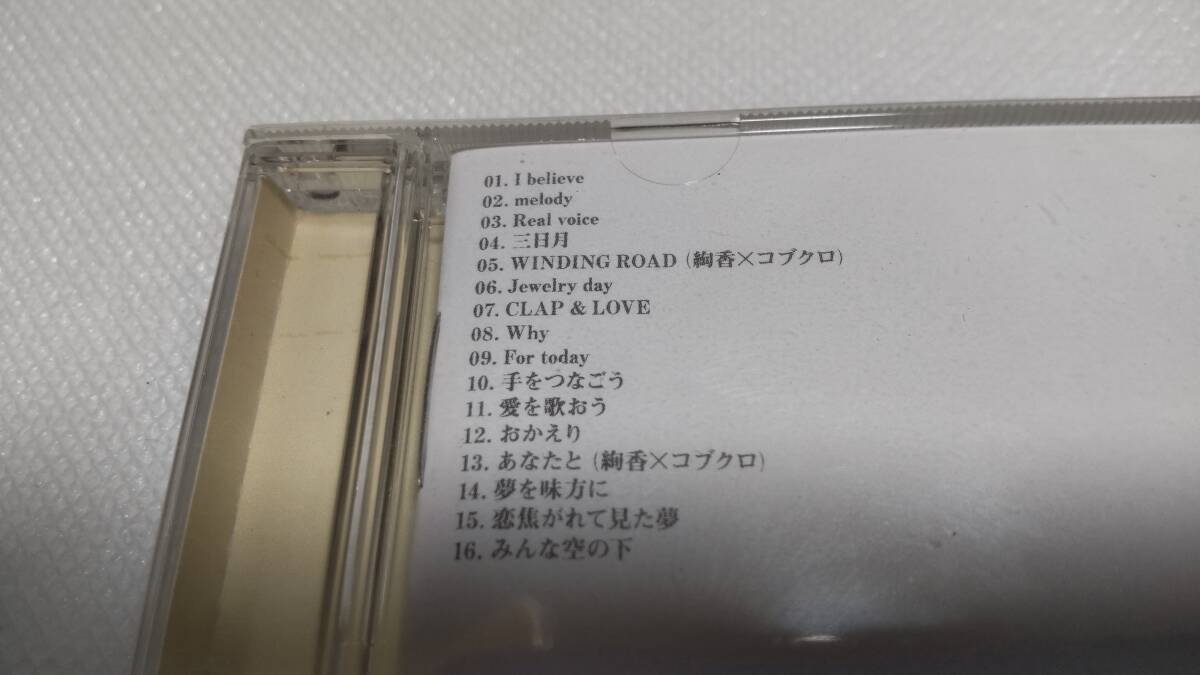 01. I believe
02. melody
03. Real voice
04. 三日月
05. WINDING ROAD (絢香×コブクロ)
06. Jewelry day
07. CLAP & LOVE
08. Why
09. For today
10. 手をつなごう
11. 愛を歌おう
12. おかえり
13. あなたと (絢香×コブクロ)
14. 夢を味方に
15. 恋焦がれて見た夢
16. みんな空の下